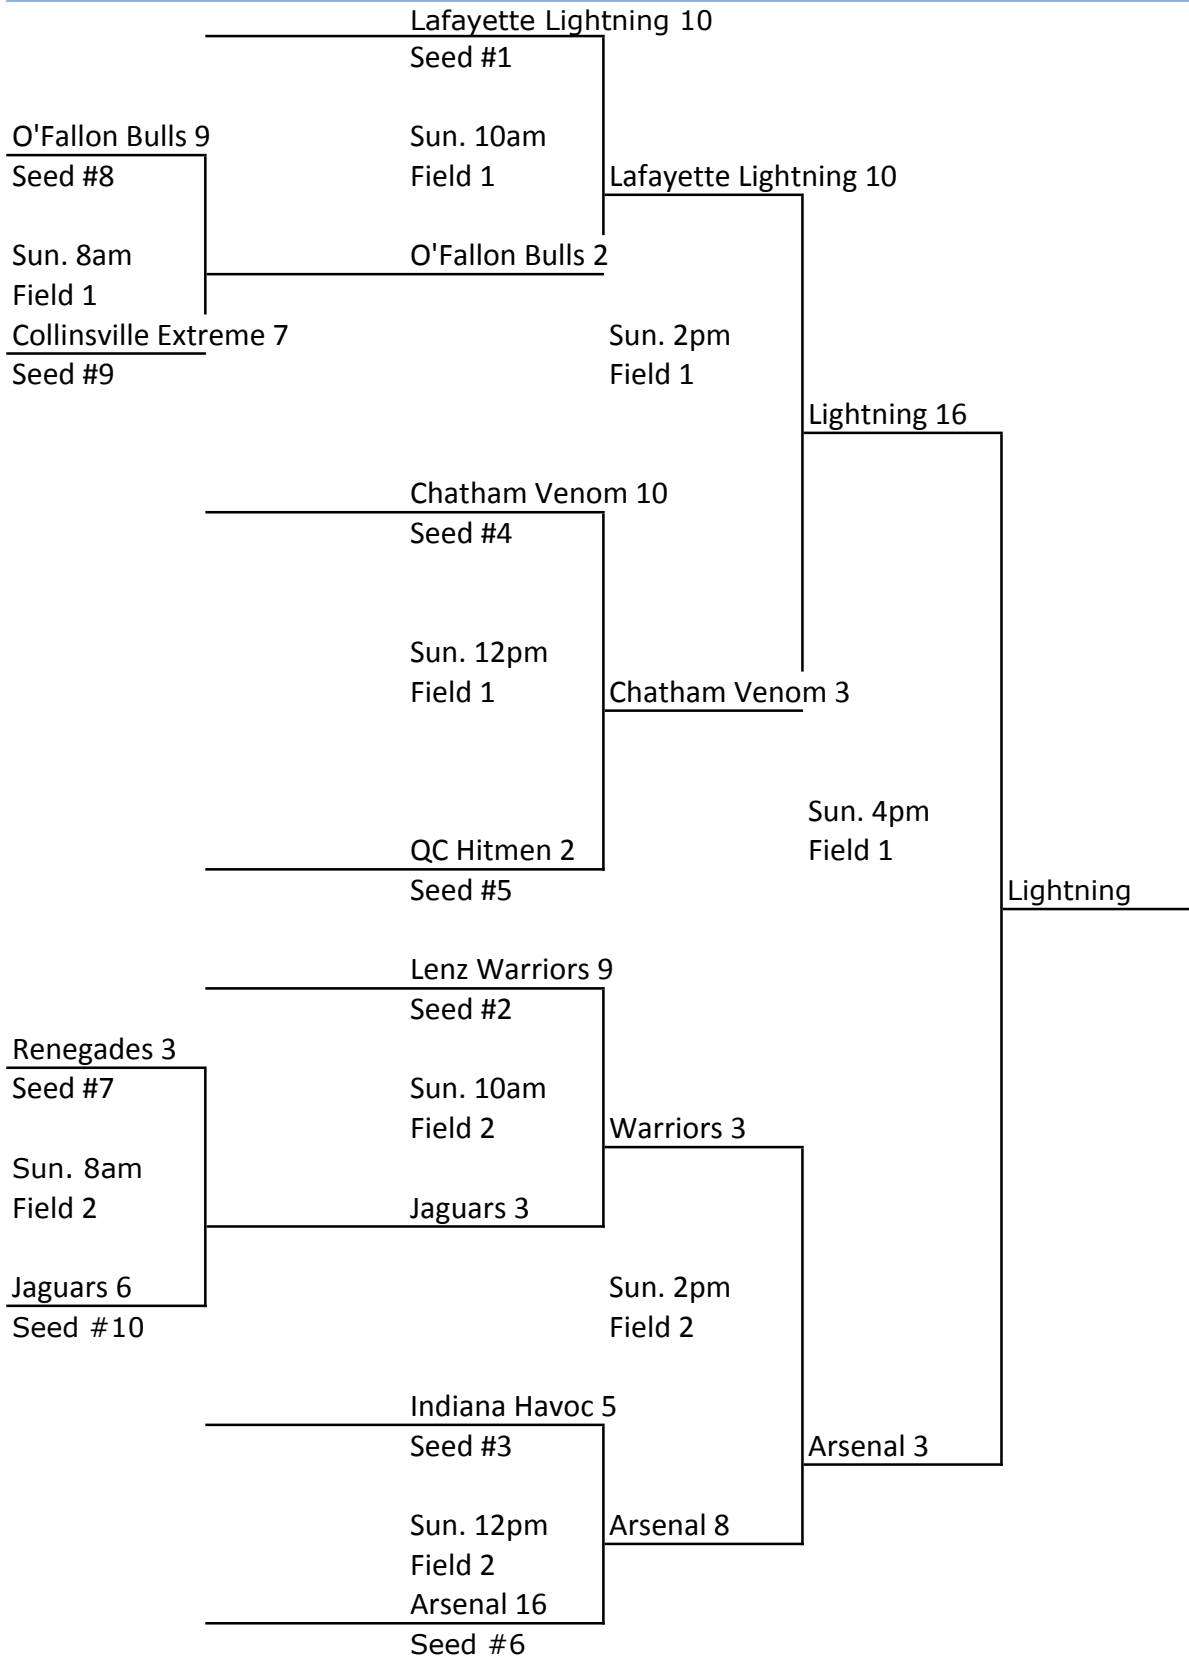 Lafayette Lightning 10
Seed #1
O'Fallon Bulls 9
Sun. 10am
Seed #8
Field 1
Lafayette Lightning 10
Sun. 8am
O'Fallon Bulls 2
Field 1
Collinsville Extreme 7
Sun. 2pm
Seed #9
Field 1
Lightning 16
Chatham Venom 10
Seed #4
Sun. 12pm
Field 1
Chatham Venom 3
Sun. 4pm
QC Hitmen 2
Field 1
Seed #5
Lightning
Lenz Warriors 9
Seed #2
Renegades 3
Seed #7
Sun. 10am
Field 2
Warriors 3
Sun. 8am
Field 2
Jaguars 3
Jaguars 6
Sun. 2pm
Seed #10
Field 2
Indiana Havoc 5
Seed #3
Arsenal 3
Sun. 12pm
Arsenal 8
Field 2
Arsenal 16
Seed #6